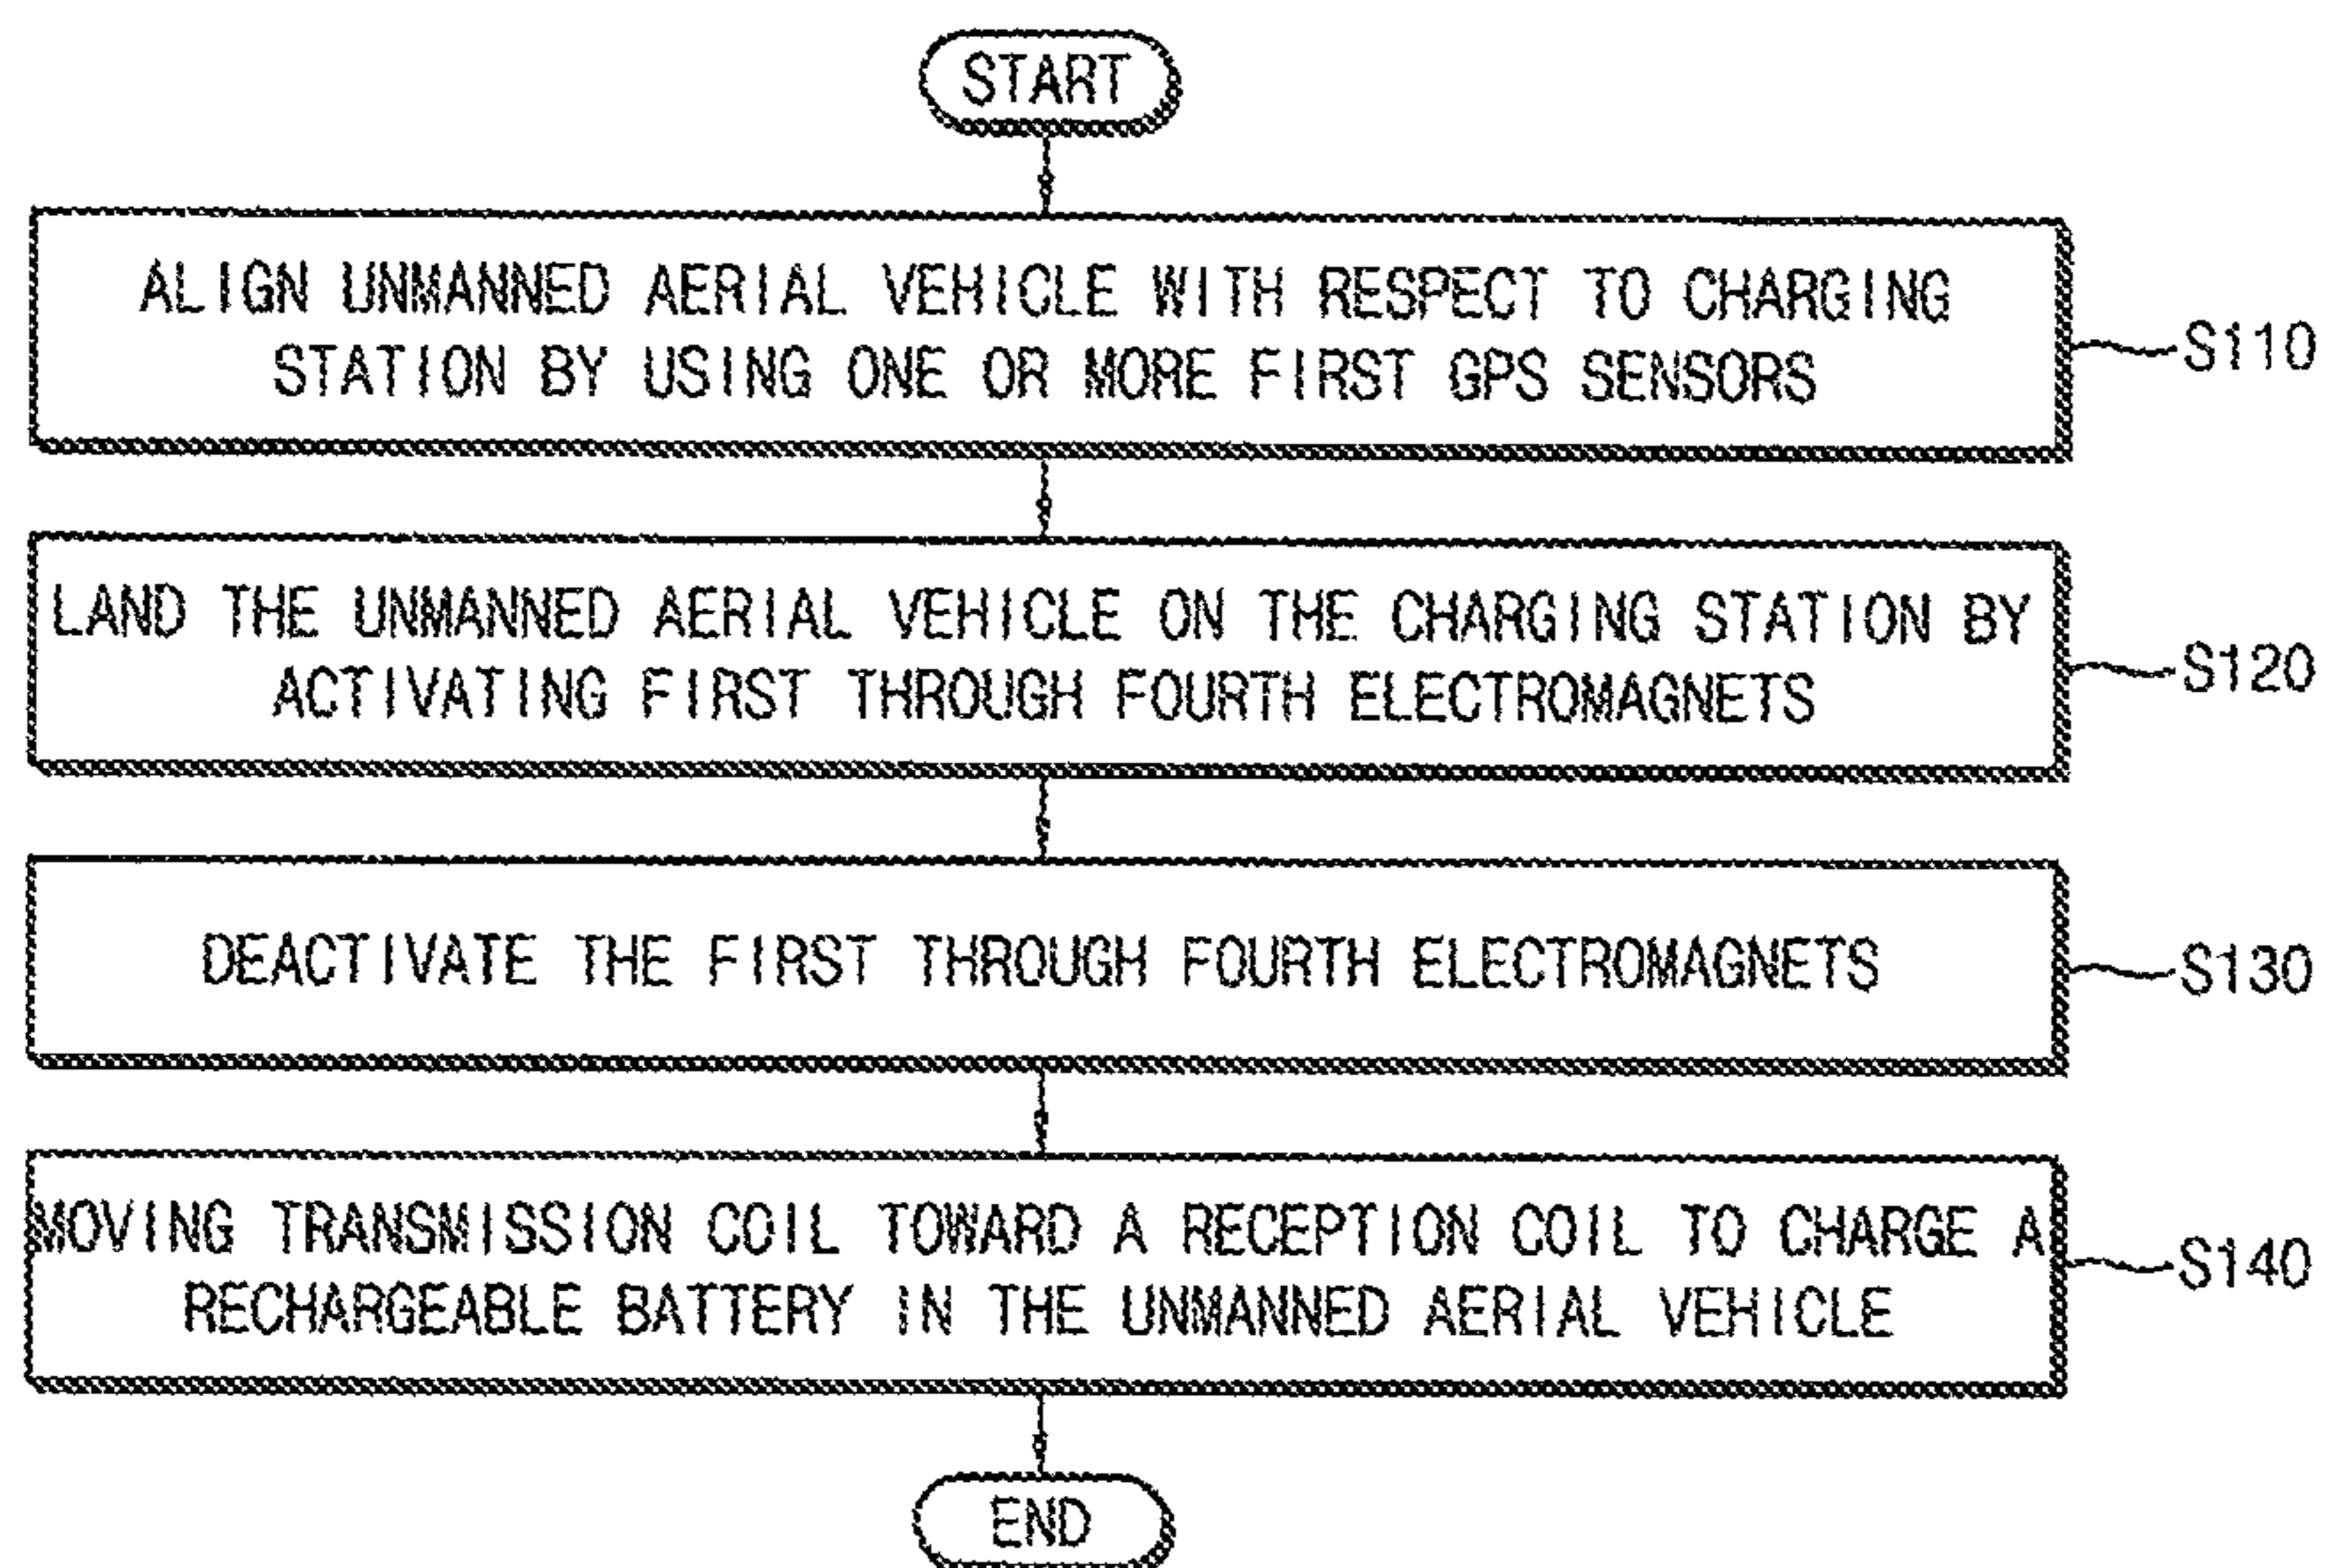 START
ALIGN UNMANNED AERIAL VEHICLE WITH RESPECT TO CHARGING
STATION BY USING ONE OR MORE FIRST GPS SENSORS
S110
LAND THE UNMANNED AERIAL VEHICLE ON THE CHARGING STATION BY
ACTIVATING FIRST THROUGH FOURTH ELECTROMAGNETS
S120
DEACTIVATE THE FIRST THROUGH FOURTH ELECTROMAGNETS
S130
MOVING TRANSMISSION COIL TOWARD A RECEPTION COIL TO CHARGE A
RECHARGEABLE BATTERY IN THE UNMANNED AERIAL VEHICLE
S140
END